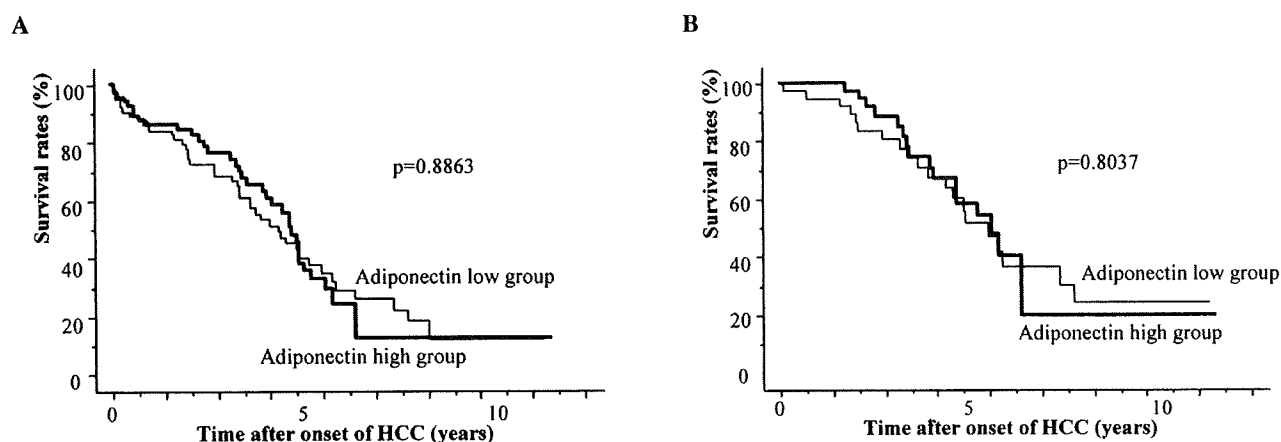 A
Survival rates (%)
100
80
60
40
20
0
p=0.8863
Adiponectin low group
Adiponectin high group
0 5 10
Time after onset of HCC (years)
B
Survival rates (%)
100
80
60
40
20
0
p=0.8037
Adiponectin low group
Adiponectin high group
0 5 10
Time after onset of HCC (years)